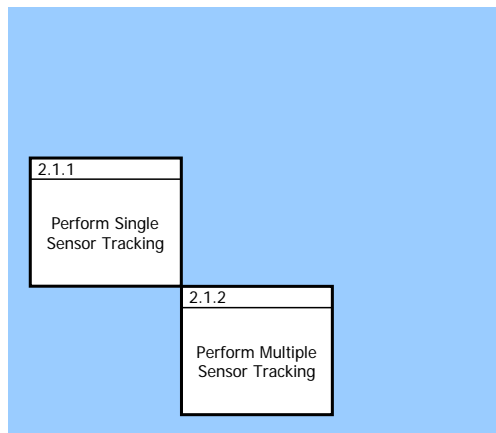 2.1.1
Perform Single
Sensor Tracking
2.1.2
Perform Multiple
Sensor Tracking